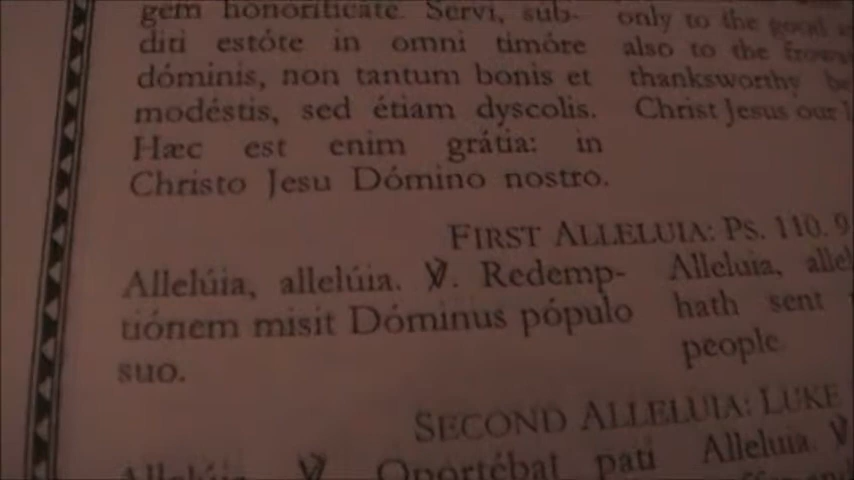 gem honorificáte. Servi, súb-
diti estóte in omni timóre
dóminis, non tantum bonis et
modéstis, sed étiam dyscolis.
Hæc est enim grátia: in
Christo Jesu Dómino nostro.
only to the good
also to the
thanksworthy
Christ Jesus our
FIRST ALLELUIA: PS. 110. 9
Allelúia, allelúia. ℣. Redemp-
tiónem misit Dóminus pópulo
suo.
Alleluia,
hath sent
people.
SECOND ALLELUIA: LUKE
Allelúia. ℣. Oportébat pati
Alleluia. ℣